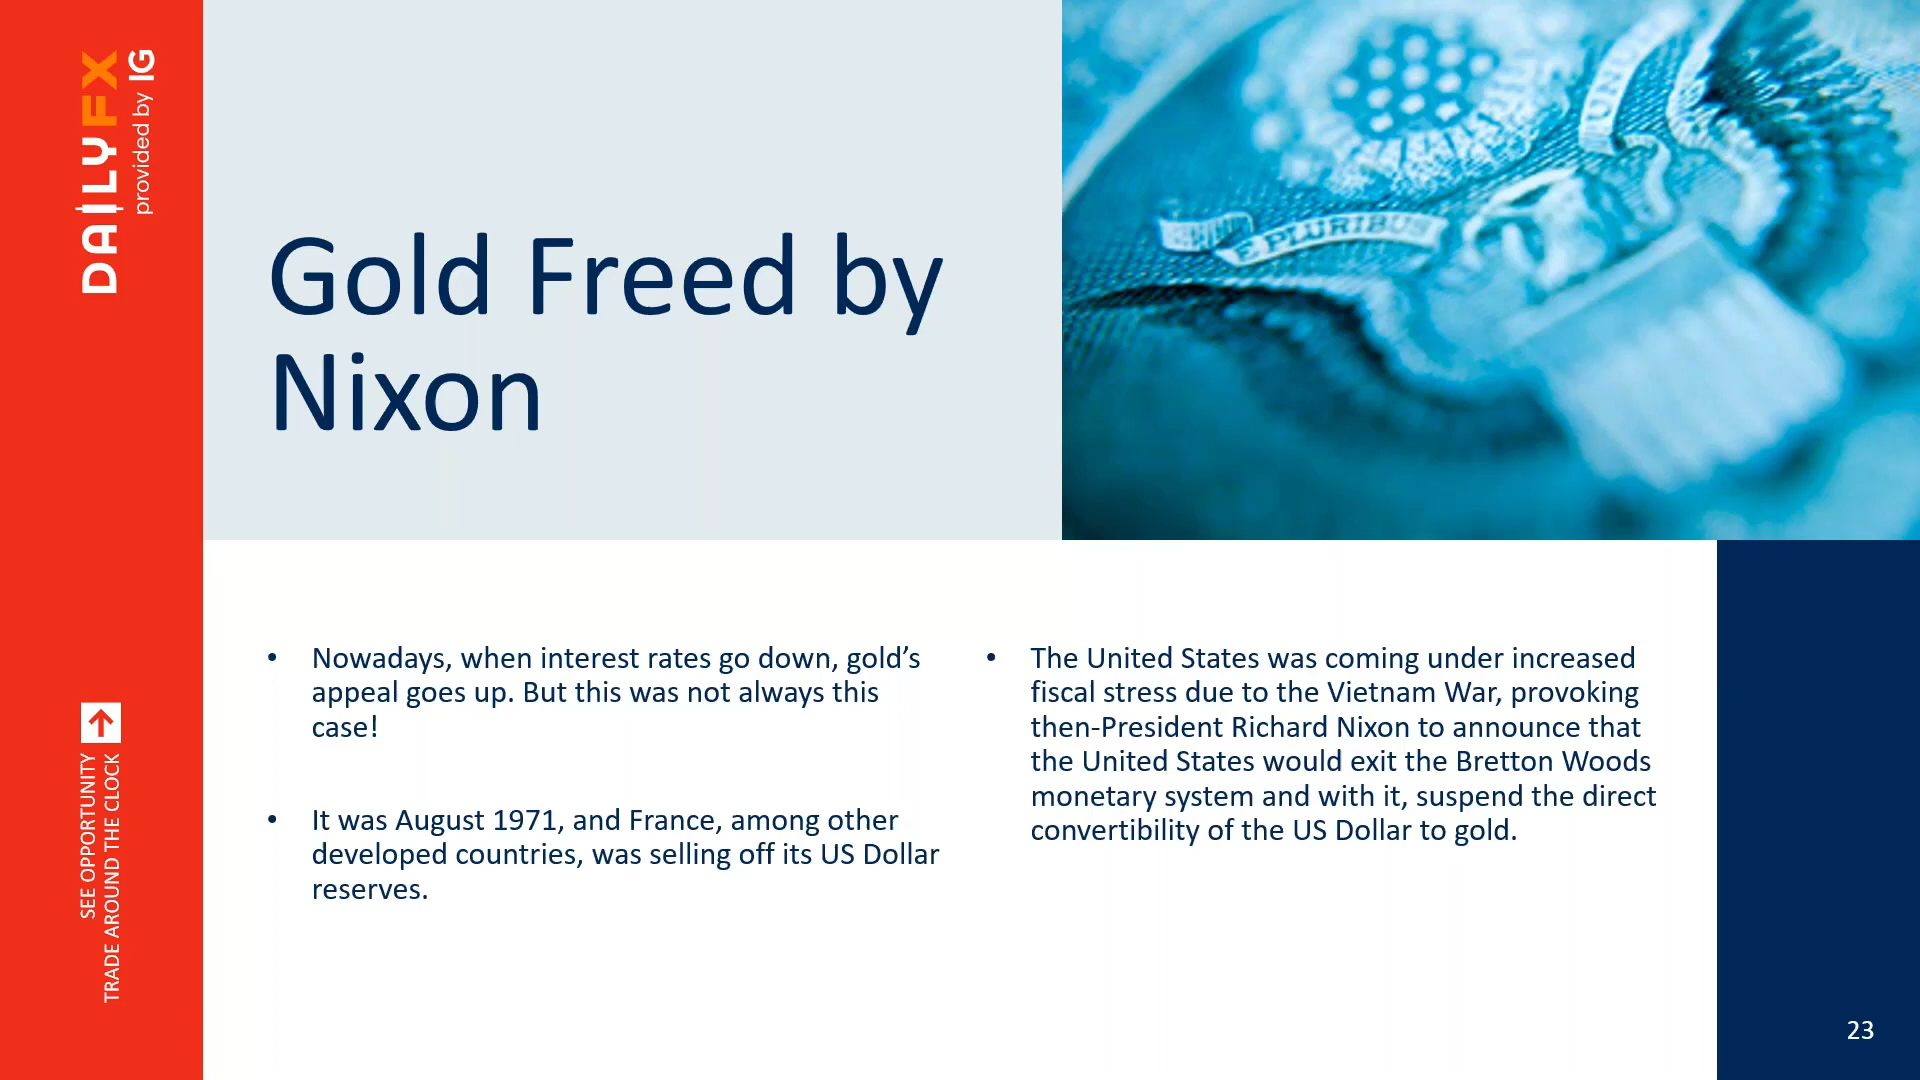 DAILYFX
provided by IG
Gold Freed by
Nixon
E PLURIBUS
• Nowadays, when interest rates go down, gold’s
appeal goes up. But this was not always this
case!
• It was August 1971, and France, among other
developed countries, was selling off its US Dollar
reserves.
• The United States was coming under increased
fiscal stress due to the Vietnam War, provoking
then-President Richard Nixon to announce that
the United States would exit the Bretton Woods
monetary system and with it, suspend the direct
convertibility of the US Dollar to gold.
SEE OPPORTUNITY
TRADE AROUND THE CLOCK
23